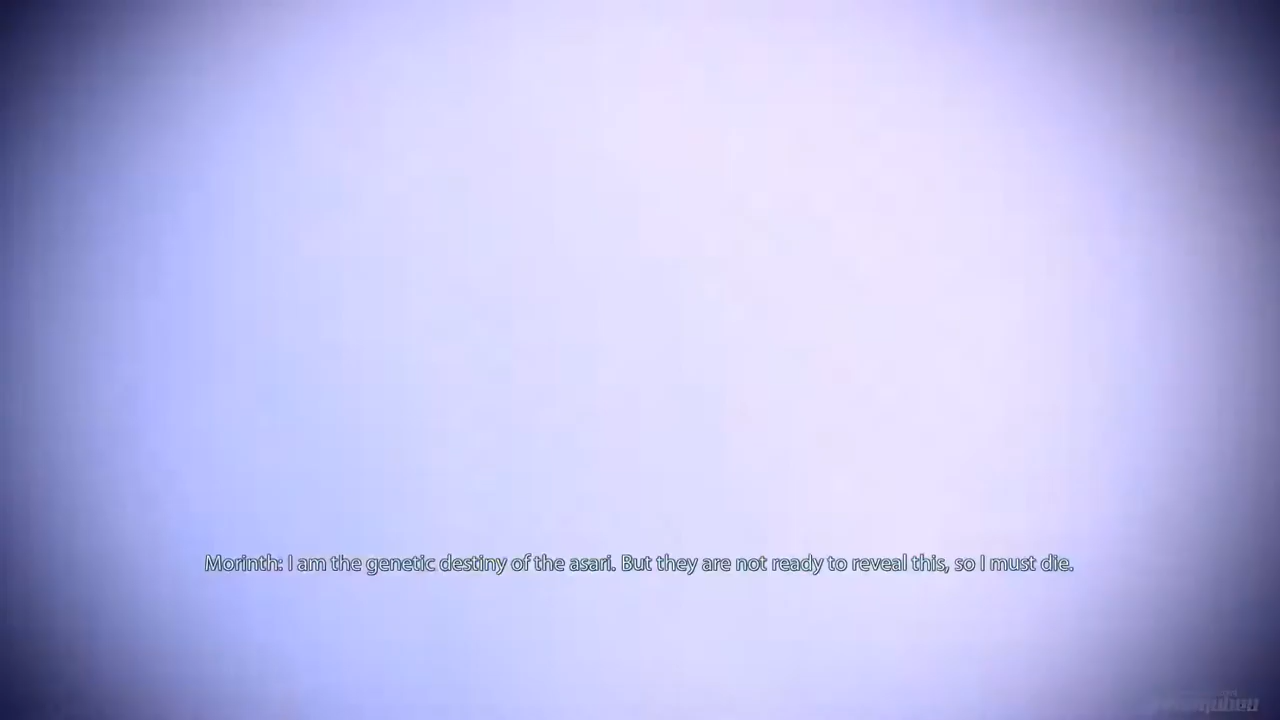 Morinth: I am the genetic destiny of the asari. But they are not ready to reveal this, so I must die.